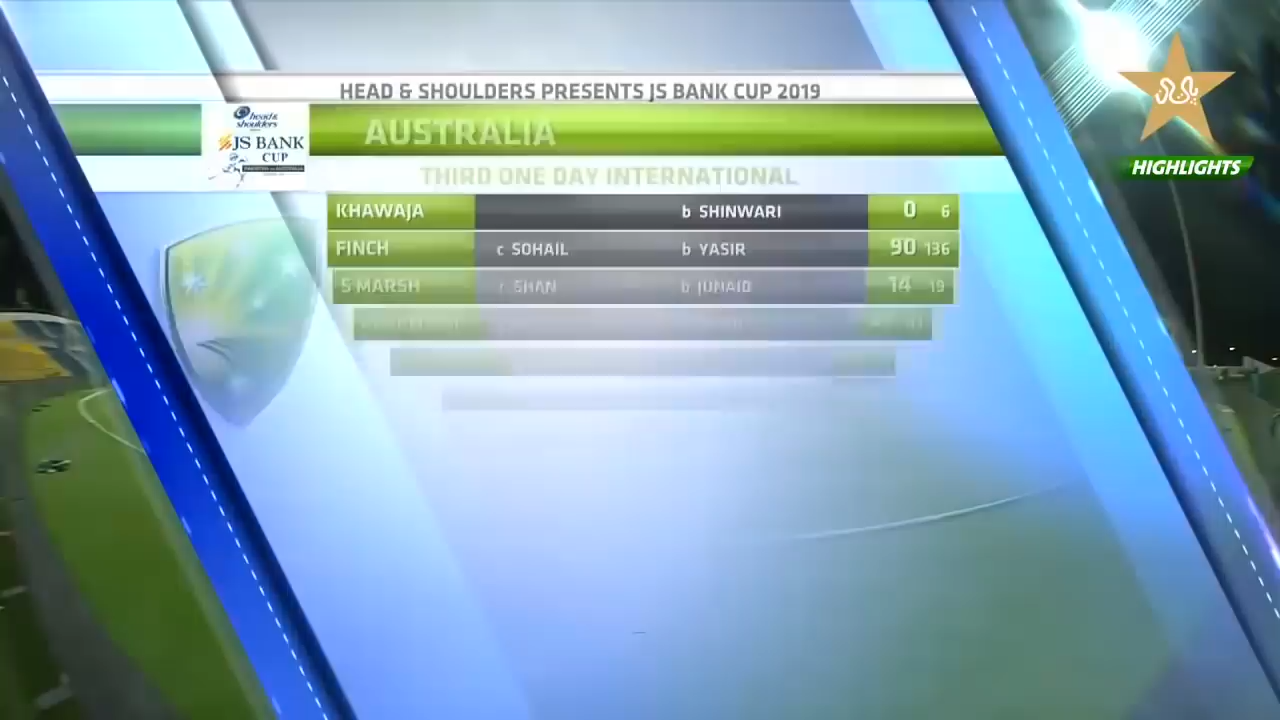 HEAD & SHOULDERS PRESENTS JS BANK CUP 2019
head &
shoulders
JS BANK
CUP
AUSTRALIA
HIGHLIGHTS
THIRD ONE DAY INTERNATIONAL
KHAWAJA b SHINWARI 0 6
FINCH c SOHAIL b YASIR 90 136
S MARSH c SHAN b JUNAID 14 19